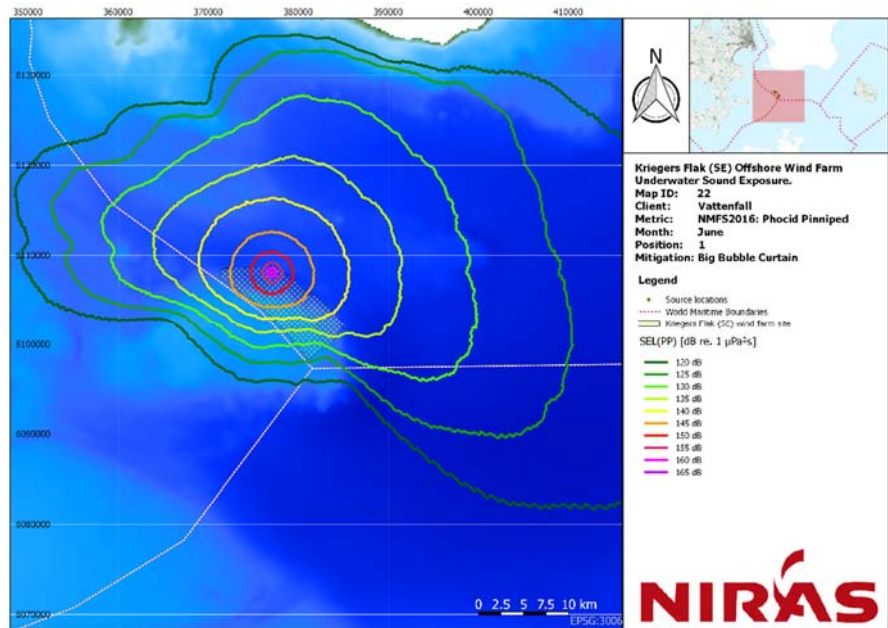 350000 360000 370000 380000 390000 400000 410000
6130000
6120000
6110000
6100000
6090000
6080000
6070000
0 2.5 5 7.5 10 km
EPSG:3006
N
Kriegers Flak (SE) Offshore Wind Farm
Underwater Sound Exposure.
Map ID: 22
Client: Vattenfall
Metric: NMFS2016: Phocid Pinniped
Month: June
Position: 1
Mitigation: Big Bubble Curtain
Legend
Source locations
World Maritime Boundaries
Kriegers Flak (SE) wind farm site
SEL(PP) [dB re. 1 µPa²s]
120 dB
125 dB
130 dB
135 dB
140 dB
145 dB
150 dB
155 dB
160 dB
165 dB
NIRAS